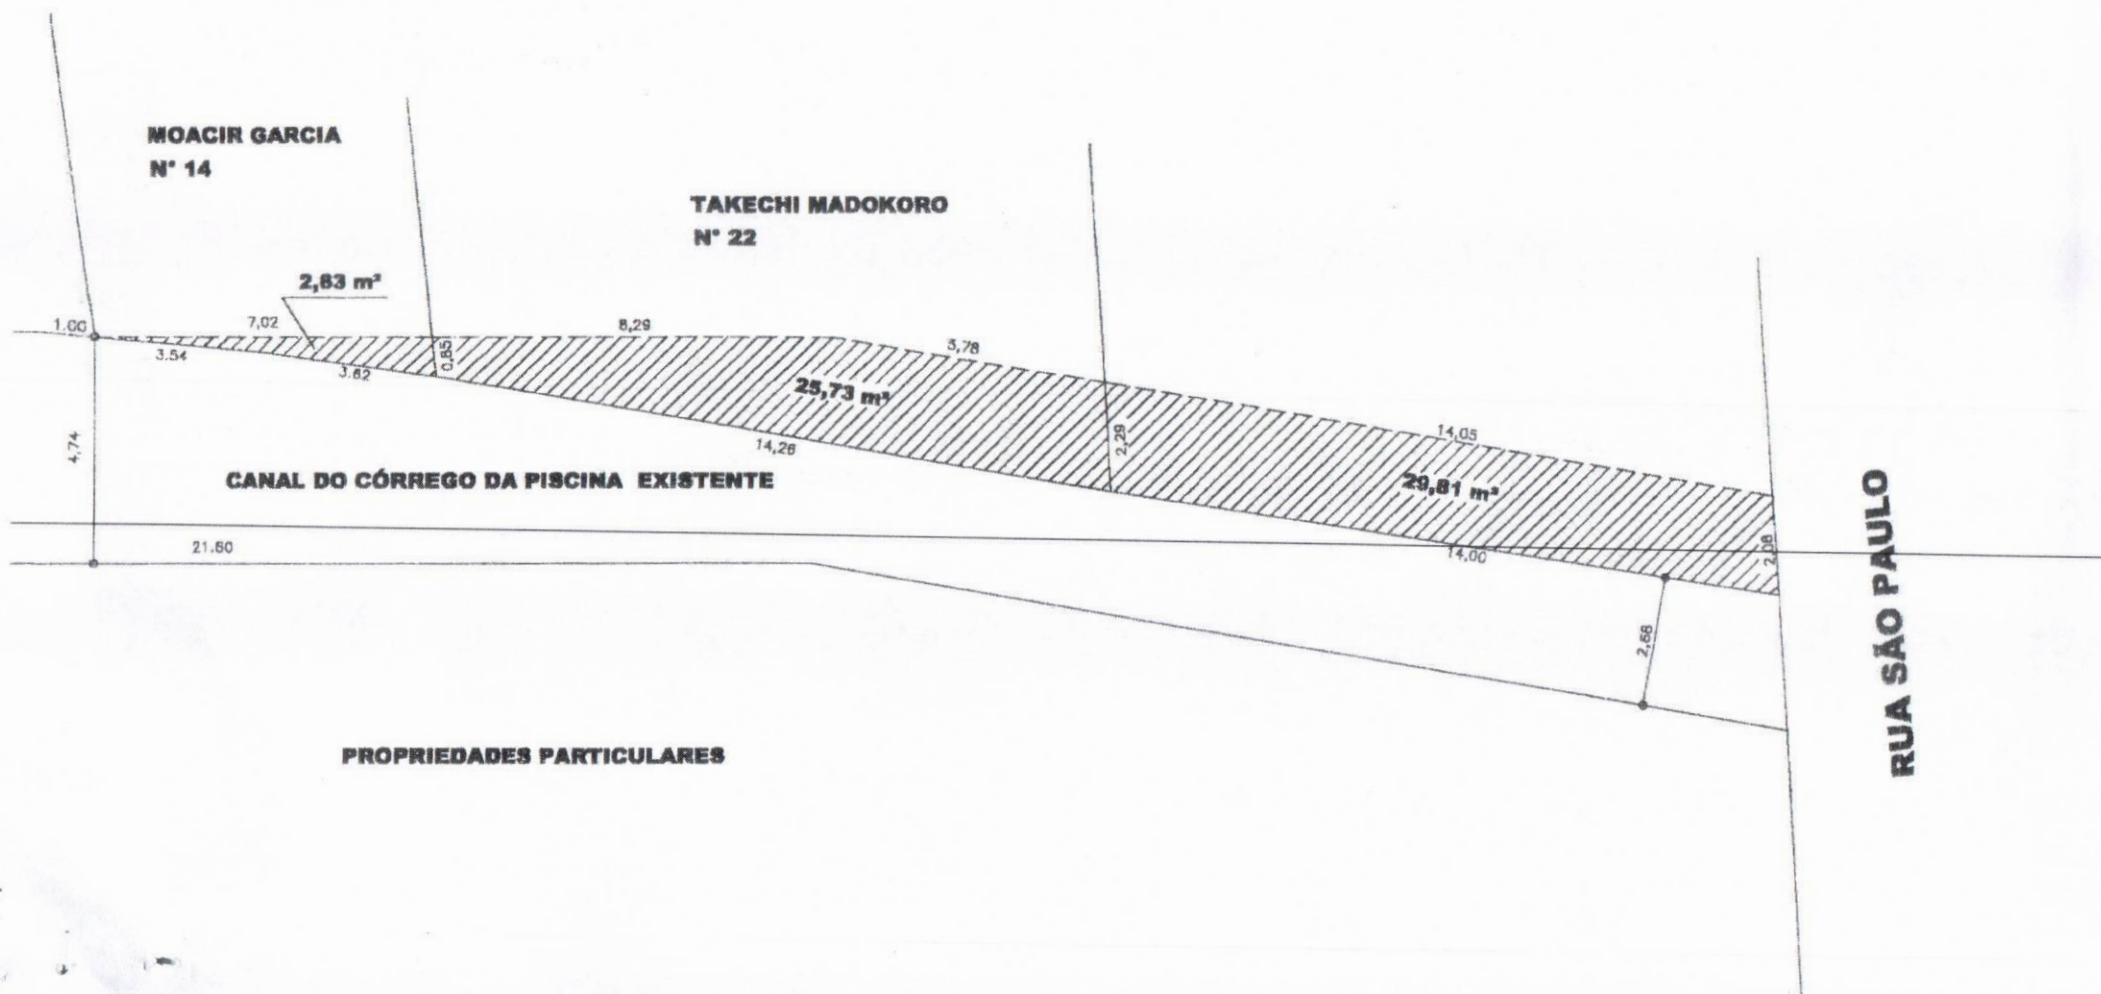 MOACIR GARCIA
N° 14
TAKECHI MADOKORO
N° 22
2,63 m²
1.00
7,02
8,29
5,78
3.54
3.62
0,85
25,73 m²
14,05
4,74
14,26
2,29
CANAL DO CÓRREGO DA PISCINA EXISTENTE
29,81 m²
21.60
14,00
2,08
2,68
RUA SÃO PAULO
PROPRIEDADES PARTICULARES